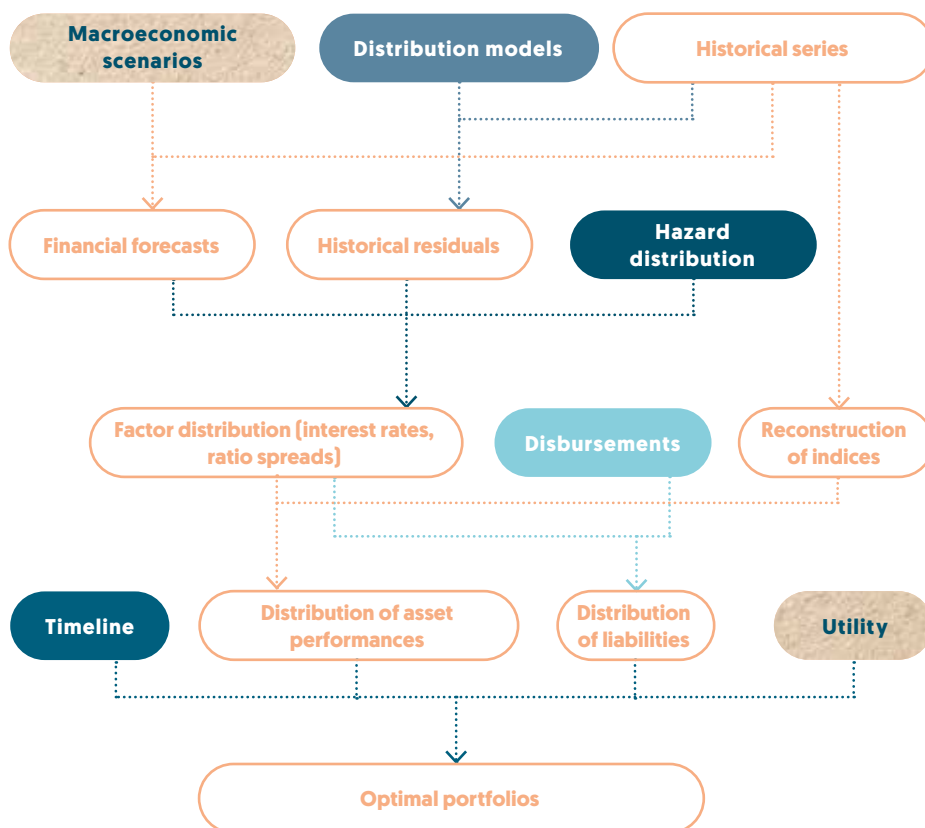 Macroeconomic
scenarios
Distribution models
Historical series
Financial forecasts
Historical residuals
Hazard
distribution
Factor distribution (interest rates,
ratio spreads)
Disbursements
Reconstruction
of indices
Timeline
Distribution of asset
performances
Distribution
of liabilities
Utility
Optimal portfolios